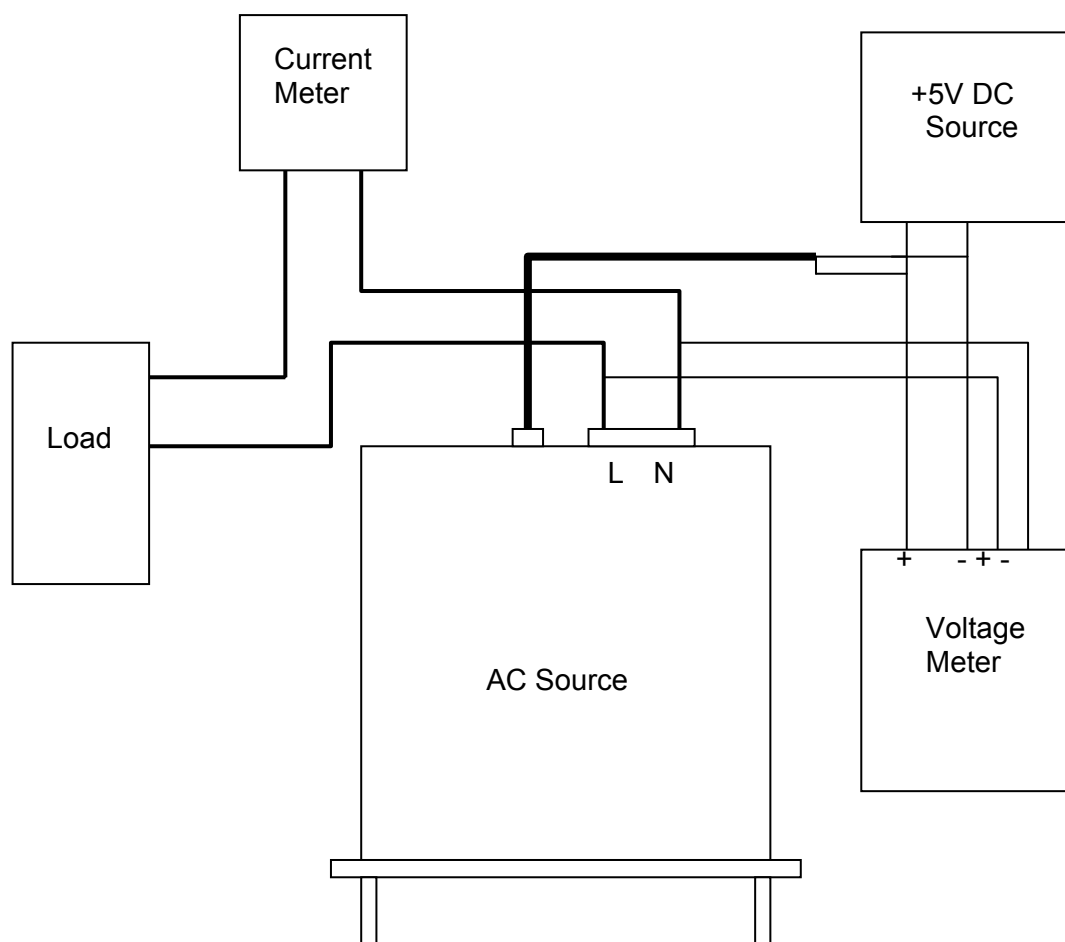 Current
Meter
+5V DC
Source
Load
L N
+ - + -
Voltage
Meter
AC Source